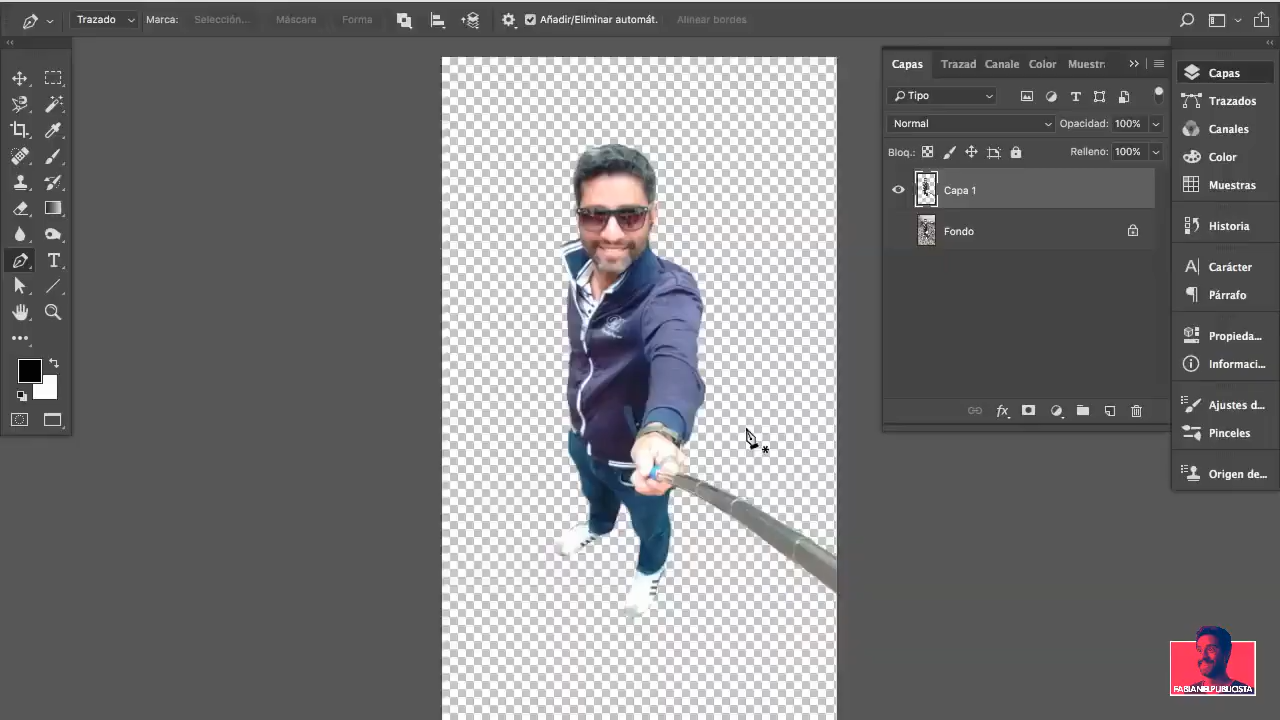 Trazado
Marca:
Selección...
Máscara
Forma
Añadir/Eliminar automát.
Alinear bordes
Capas
Trazad
Canale
Color
Muestr
Tipo
Normal
Opacidad: 100%
Bloq.:
Relleno: 100%
Capa 1
Fondo
fx
Capas
Trazados
Canales
Color
Muestras
Historia
Carácter
Párrafo
Propieda...
Informaci...
Ajustes d...
Pinceles
Origen de...
FABIANELPUBLICISTA